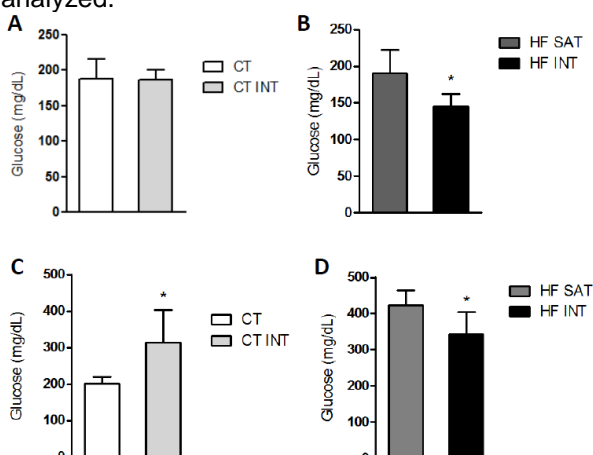 analyzed.
A
250
200
150
100
50
0
Glucose (mg/dL)
CT
CT INT
B
250
200
150
100
50
0
Glucose (mg/dL)
*
HF SAT
HF INT
C
500
400
300
200
100
0
Glucose (mg/dL)
*
CT
CT INT
D
500
400
300
200
100
0
Glucose (mg/dL)
*
HF SAT
HF INT